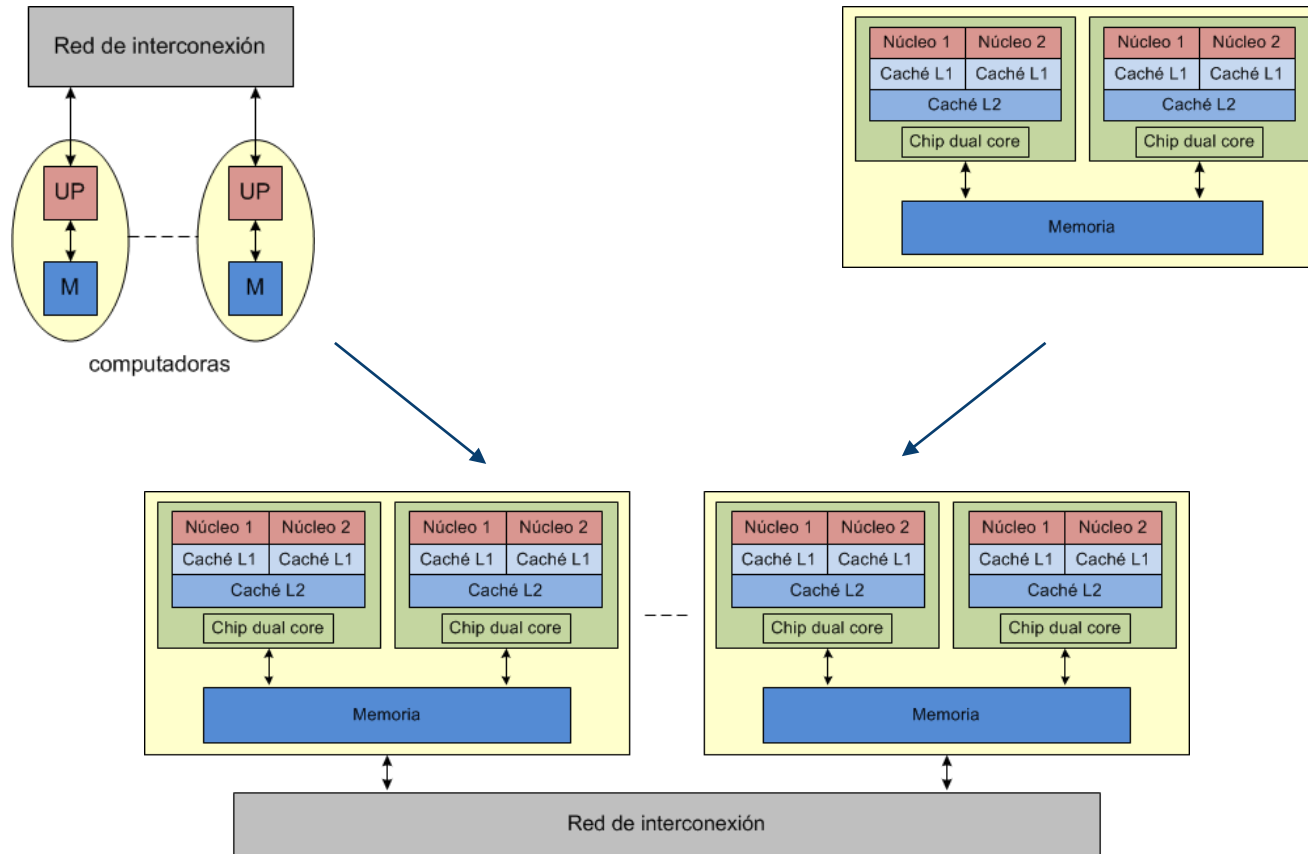 Red de interconexión
UP
UP
M
M
computadoras
Núcleo 1 Núcleo 2
Caché L1 Caché L1
Caché L2
Chip dual core
Núcleo 1 Núcleo 2
Caché L1 Caché L1
Caché L2
Chip dual core
Memoria
Núcleo 1 Núcleo 2
Caché L1 Caché L1
Caché L2
Chip dual core
Núcleo 1 Núcleo 2
Caché L1 Caché L1
Caché L2
Chip dual core
Memoria
Núcleo 1 Núcleo 2
Caché L1 Caché L1
Caché L2
Chip dual core
Núcleo 1 Núcleo 2
Caché L1 Caché L1
Caché L2
Chip dual core
Memoria
Red de interconexión